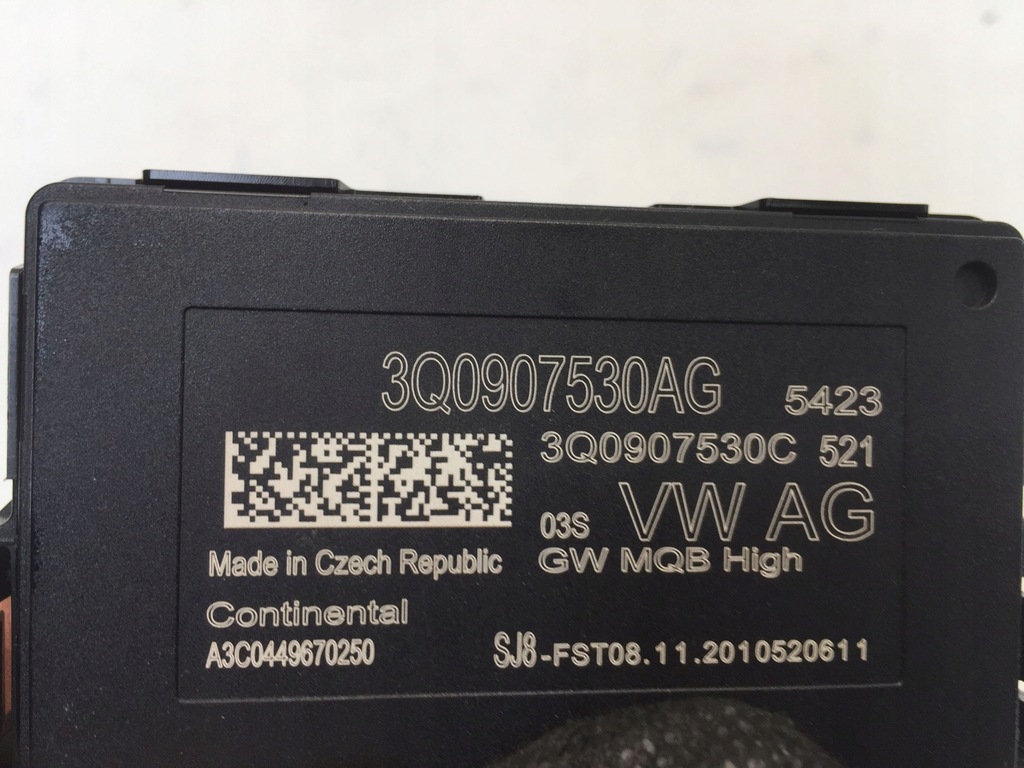 3Q0907530AG 5423
3Q0907530C 521
03S VW AG
Made in Czech Republic GW MQB High
Continental
A3C0449670250 SJ8-FST08.11.2010520611